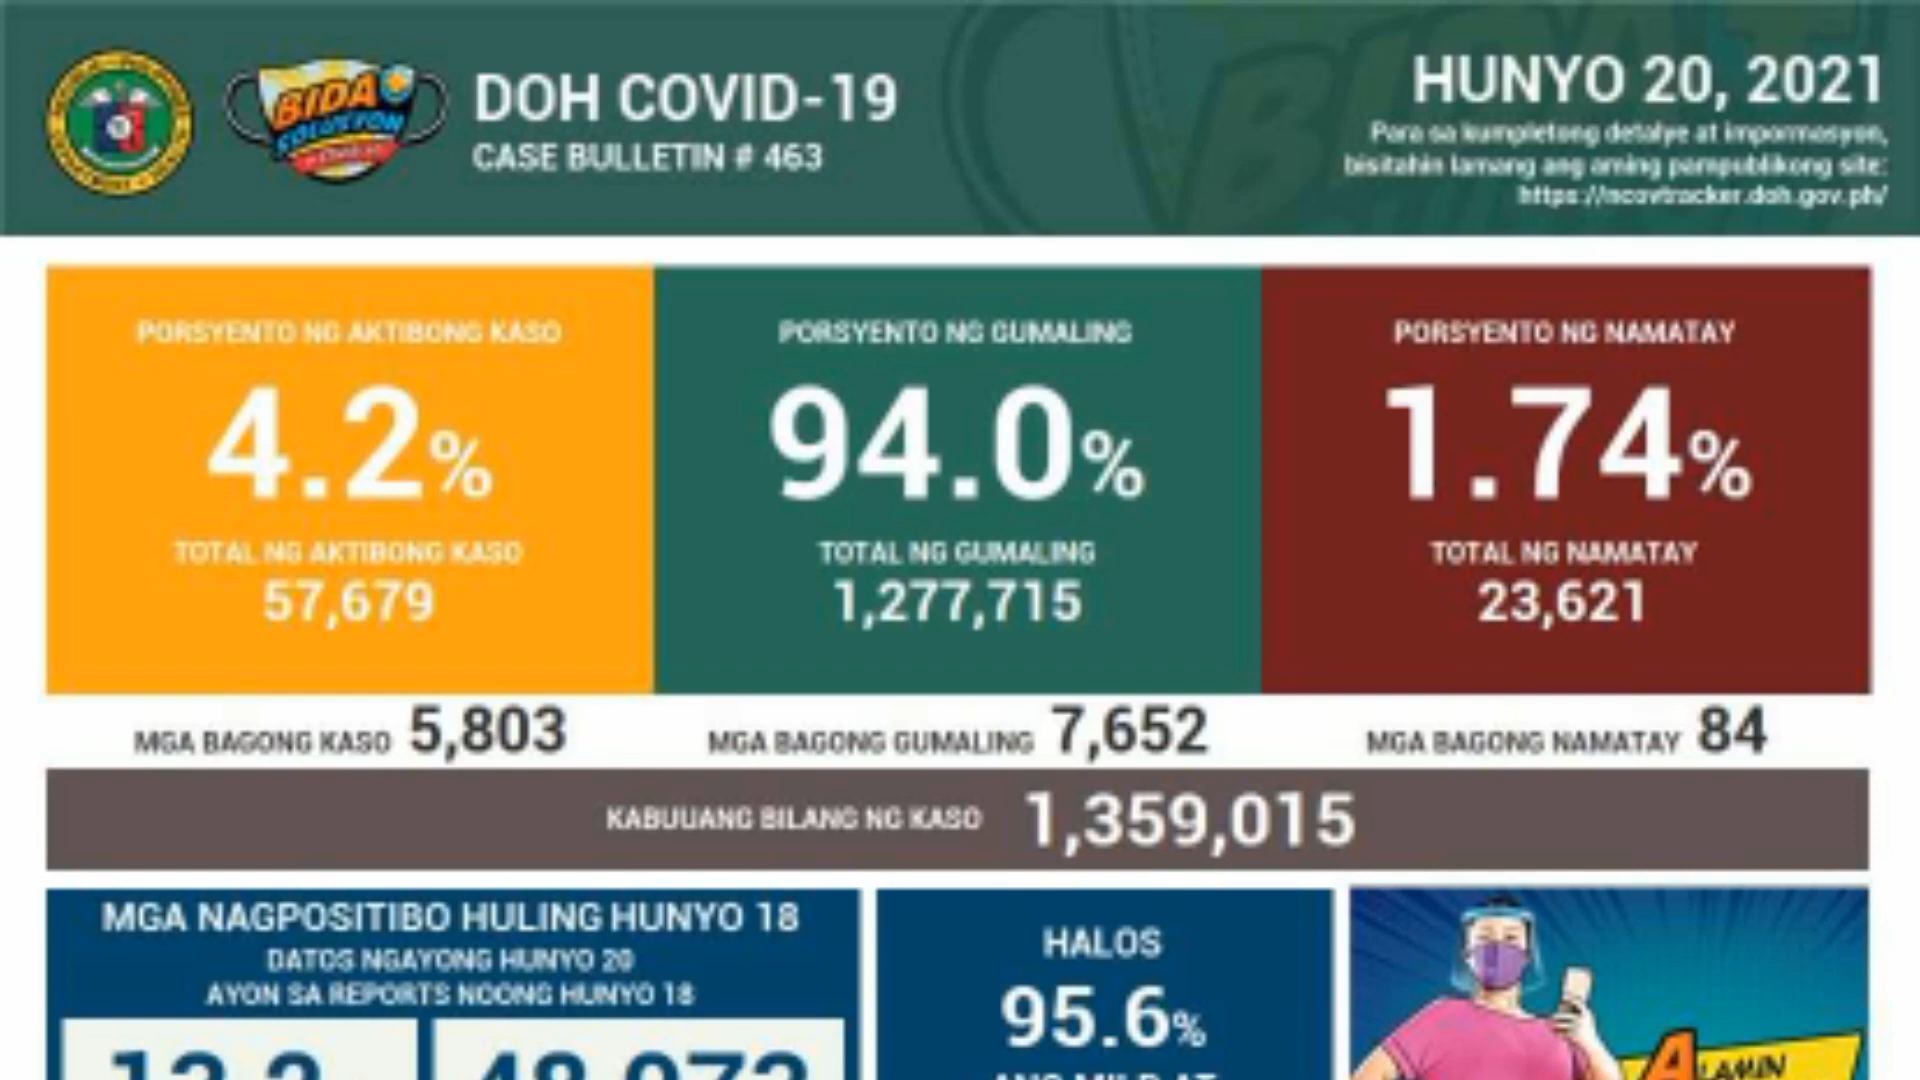 BIDA
SOLUSYON
DOH COVID-19
CASE BULLETIN # 463
HUNYO 20, 2021
Para sa kumpletong detalye at impormasyon,
bisitahin lamang ang aming pampublikong site:
https://ncovtracker.doh.gov.ph/
PORSYENTO NG AKTIBONG KASO
4.2%
TOTAL NG AKTIBONG KASO
57,679
PORSYENTO NG GUMALING
94.0%
TOTAL NG GUMALING
1,277,715
PORSYENTO NG NAMATAY
1.74%
TOTAL NG NAMATAY
23,621
MGA BAGONG KASO 5,803
MGA BAGONG GUMALING 7,652
MGA BAGONG NAMATAY 84
KABUUANG BILANG NG KASO 1,359,015
MGA NAGPOSITIBO HULING HUNYO 18
DATOS NGAYONG HUNYO 20
AYON SA REPORTS NOONG HUNYO 18
HALOS
95.6%
ALAMIN